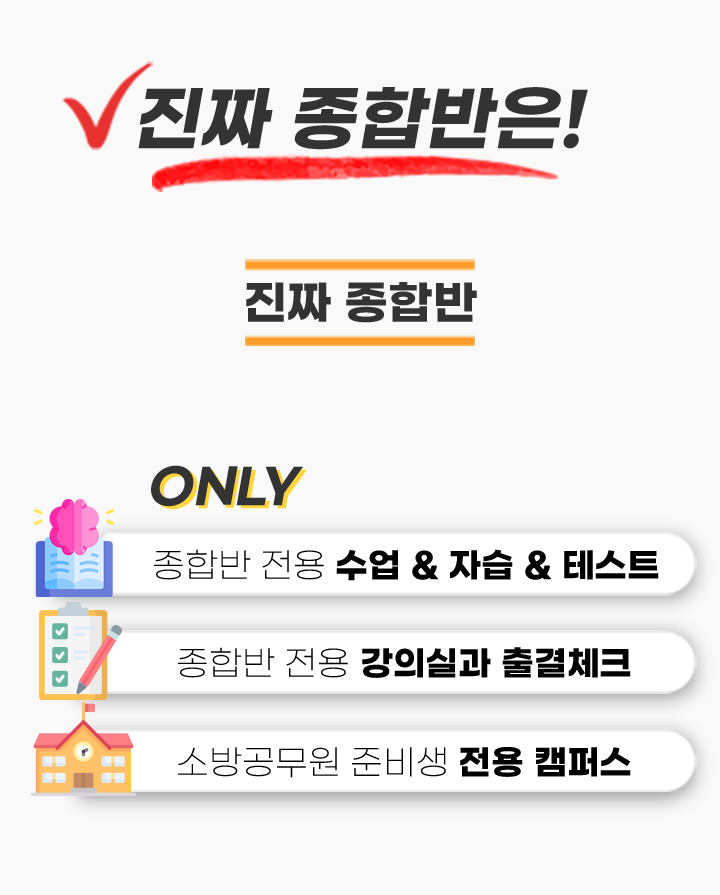 진짜 종합반은!
진짜 종합반
ONLY
종합반 전용 수업 & 자습 & 테스트
종합반 전용 강의실과 출결체크
소방공무원 준비생 전용 캠퍼스